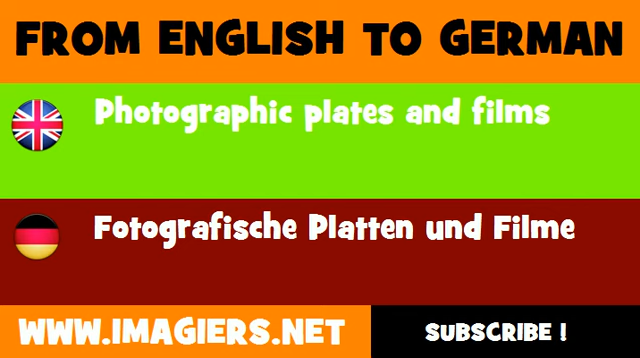 FROM ENGLISH TO GERMAN
Photographic plates and films
Fotografische Platten und Filme
WWW.IMAGIERS.NET
SUBSCRIBE !